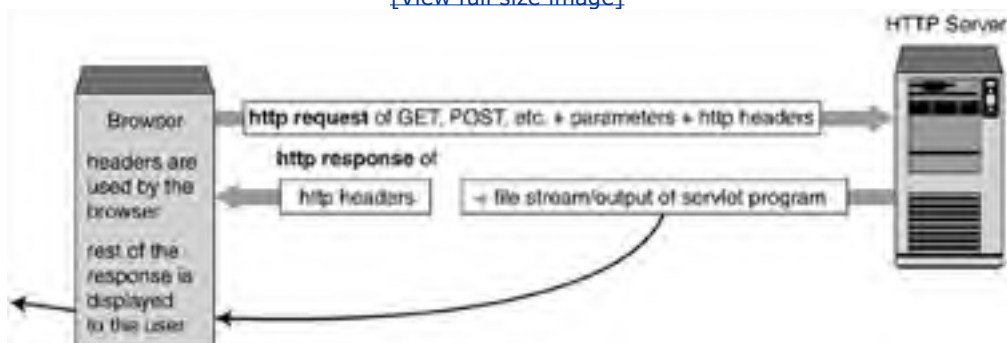 [View full size image]
HTTP Server
Browser
http request of GET, POST, etc. + parameters + http headers
headers are
used by the
browser
http response of
http headers
+ file stream/output of servlet program
rest of the
response is
displayed
to the user